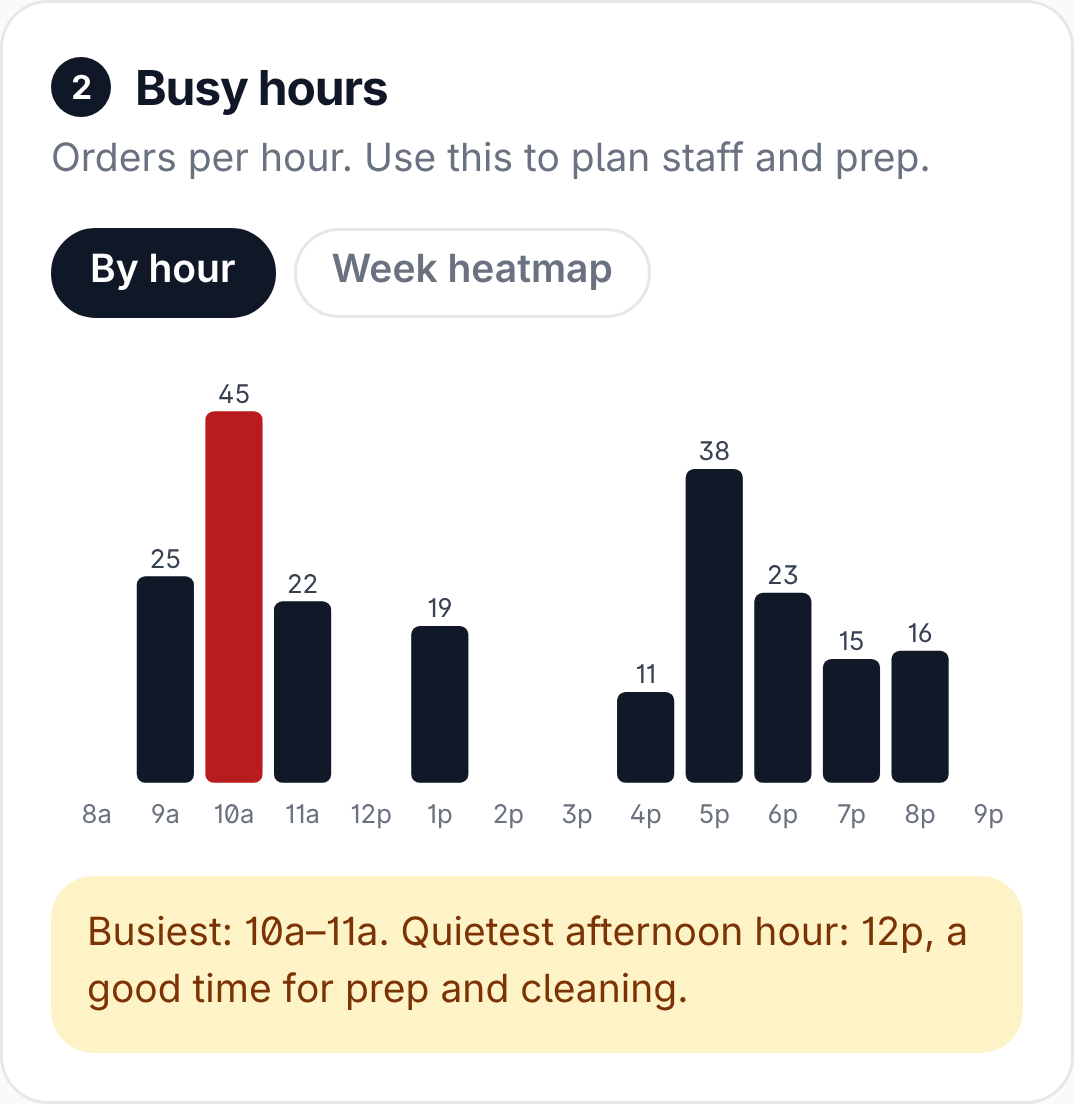 2 Busy hours
Orders per hour. Use this to plan staff and prep.
By hour Week heatmap
45
38
25
23
22
19
16
15
11
8a 9a 10a 11a 12p 1p 2p 3p 4p 5p 6p 7p 8p 9p
Busiest: 10a–11a. Quietest afternoon hour: 12p, a
good time for prep and cleaning.